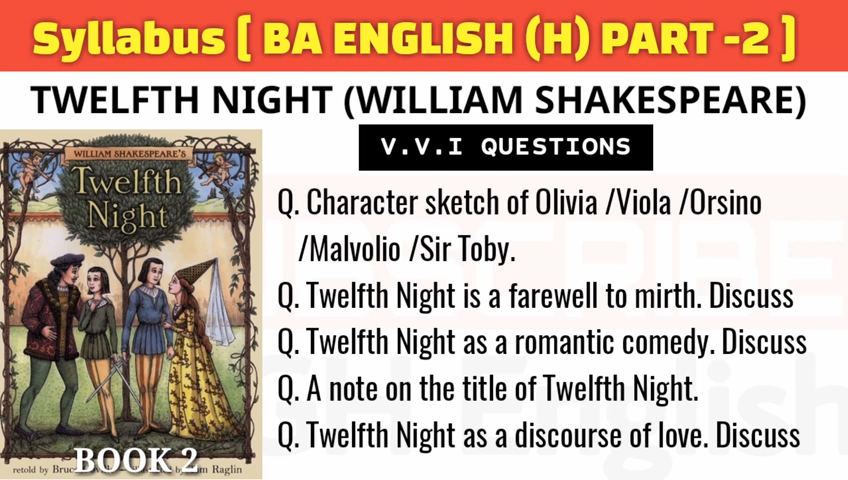 Syllabus [ BA ENGLISH (H) PART -2 ]
TWELFTH NIGHT (WILLIAM SHAKESPEARE)
V.V.I QUESTIONS
WILLIAM SHAKESPEARE'S
Twelfth
Night
Q. Character sketch of Olivia /Viola /Orsino
/Malvolio /Sir Toby.
Q. Twelfth Night is a farewell to mirth. Discuss
Q. Twelfth Night as a romantic comedy. Discuss
Q. A note on the title of Twelfth Night.
Q. Twelfth Night as a discourse of love. Discuss
BOOK 2
retold by Raglin
English